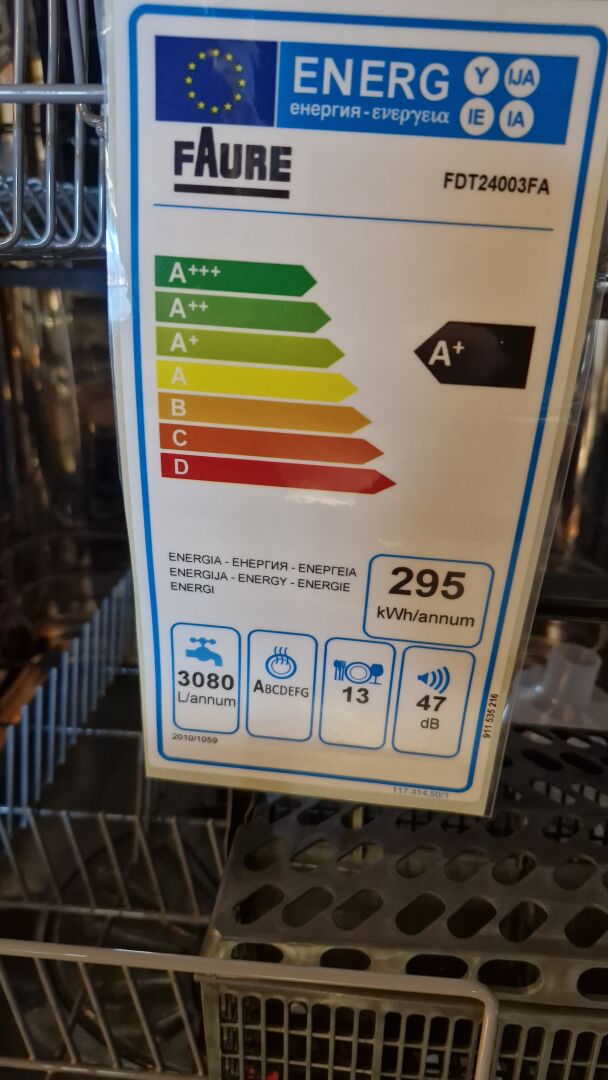 ENERG Y IJA
енергия - ενεργεια IE IA
FAURE
FDT24003FA
A+++
A++
A+
A
B
C
D
A+
ENERGIA - ЕНЕРГИЯ - ΕΝΕΡΓΕΙΑ
ENERGIJA - ENERGY - ENERGIE
ENERGI
295
kWh/annum
3080
L/annum
ABCDEFG
13
47
dB
2010/1059
911 535 216
117.414.50/1